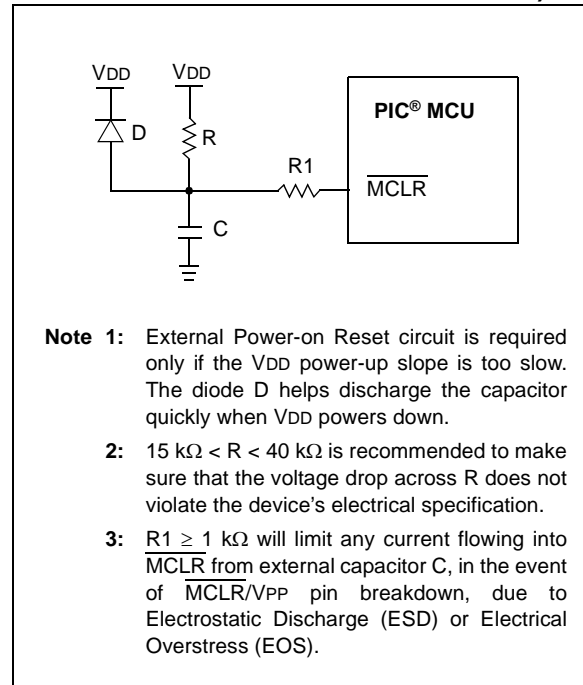 VDD VDD
D
R
R1
C
PIC® MCU
MCLR
Note 1: External Power-on Reset circuit is required
only if the VDD power-up slope is too slow.
The diode D helps discharge the capacitor
quickly when VDD powers down.
2: 15 kΩ < R < 40 kΩ is recommended to make
sure that the voltage drop across R does not
violate the device's electrical specification.
3: R1 ≥ 1 kΩ will limit any current flowing into
MCLR from external capacitor C, in the event
of MCLR/VPP pin breakdown, due to
Electrostatic Discharge (ESD) or Electrical
Overstress (EOS).